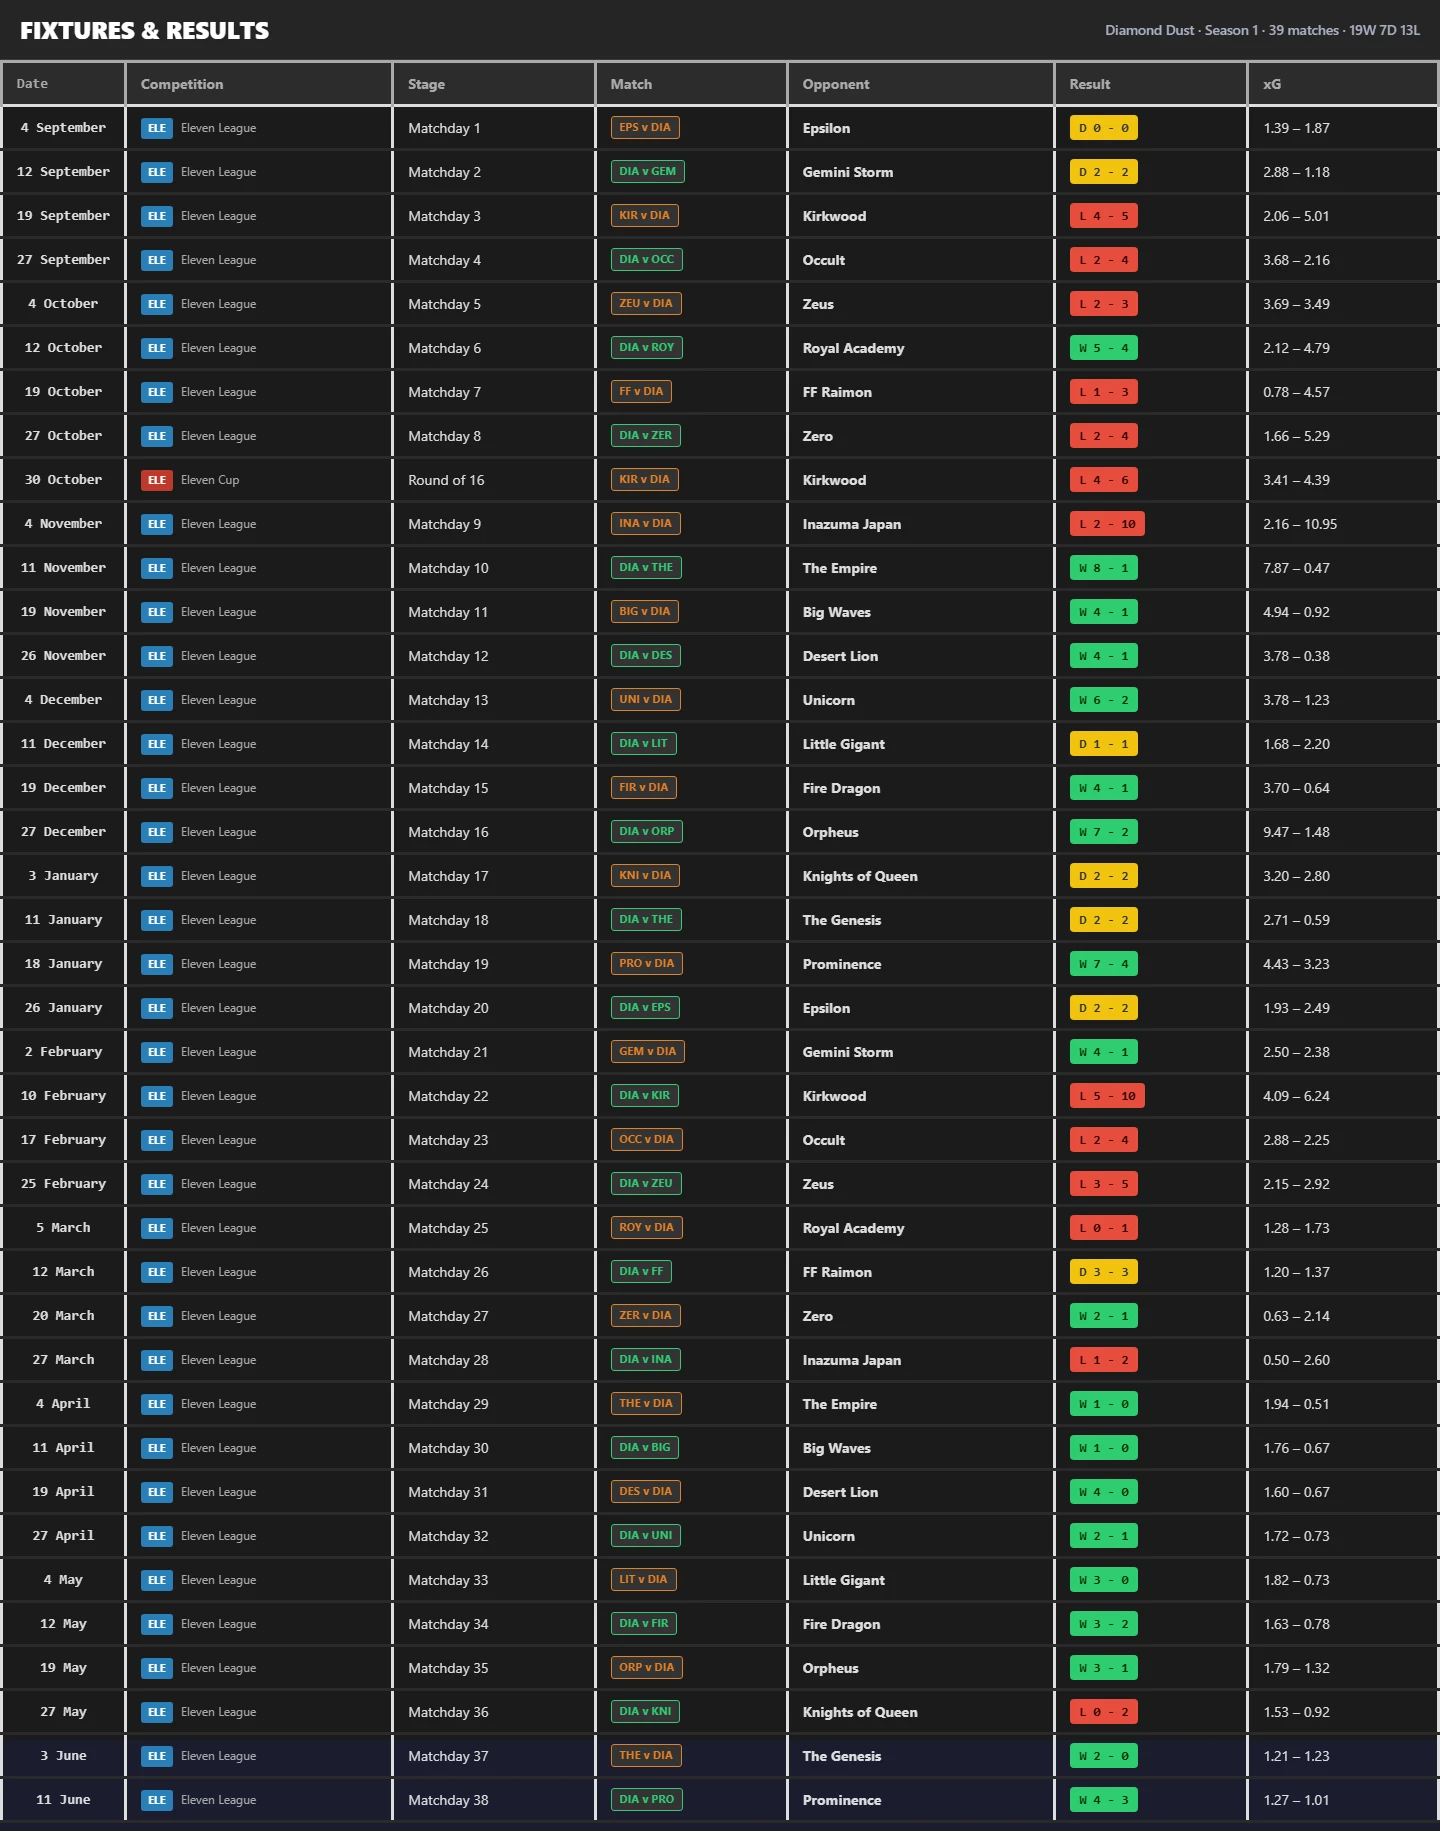 FIXTURES & RESULTS
Diamond Dust · Season 1 · 39 matches · 19W 7D 13L
Date Competition Stage Match Opponent Result xG
4 September ELE Eleven League Matchday 1 EPS v DIA Epsilon D 0 - 0 1.39 – 1.87
12 September ELE Eleven League Matchday 2 DIA v GEM Gemini Storm D 2 - 2 2.88 – 1.18
19 September ELE Eleven League Matchday 3 KIR v DIA Kirkwood L 4 - 5 2.06 – 5.01
27 September ELE Eleven League Matchday 4 DIA v OCC Occult L 2 - 4 3.68 – 2.16
4 October ELE Eleven League Matchday 5 ZEU v DIA Zeus L 2 - 3 3.69 – 3.49
12 October ELE Eleven League Matchday 6 DIA v ROY Royal Academy W 5 - 4 2.12 – 4.79
19 October ELE Eleven League Matchday 7 FF v DIA FF Raimon L 1 - 3 0.78 – 4.57
27 October ELE Eleven League Matchday 8 DIA v ZER Zero L 2 - 4 1.66 – 5.29
30 October ELE Eleven Cup Round of 16 KIR v DIA Kirkwood L 4 - 6 3.41 – 4.39
4 November ELE Eleven League Matchday 9 INA v DIA Inazuma Japan L 2 - 10 2.16 – 10.95
11 November ELE Eleven League Matchday 10 DIA v THE The Empire W 8 - 1 7.87 – 0.47
19 November ELE Eleven League Matchday 11 BIG v DIA Big Waves W 4 - 1 4.94 – 0.92
26 November ELE Eleven League Matchday 12 DIA v DES Desert Lion W 4 - 1 3.78 – 0.38
4 December ELE Eleven League Matchday 13 UNI v DIA Unicorn W 6 - 2 3.78 – 1.23
11 December ELE Eleven League Matchday 14 DIA v LIT Little Gigant D 1 - 1 1.68 – 2.20
19 December ELE Eleven League Matchday 15 FIR v DIA Fire Dragon W 4 - 1 3.70 – 0.64
27 December ELE Eleven League Matchday 16 DIA v ORP Orpheus W 7 - 2 9.47 – 1.48
3 January ELE Eleven League Matchday 17 KNI v DIA Knights of Queen D 2 - 2 3.20 – 2.80
11 January ELE Eleven League Matchday 18 DIA v THE The Genesis D 2 - 2 2.71 – 0.59
18 January ELE Eleven League Matchday 19 PRO v DIA Prominence W 7 - 4 4.43 – 3.23
26 January ELE Eleven League Matchday 20 DIA v EPS Epsilon D 2 - 2 1.93 – 2.49
2 February ELE Eleven League Matchday 21 GEM v DIA Gemini Storm W 4 - 1 2.50 – 2.38
10 February ELE Eleven League Matchday 22 DIA v KIR Kirkwood L 5 - 10 4.09 – 6.24
17 February ELE Eleven League Matchday 23 OCC v DIA Occult L 2 - 4 2.88 – 2.25
25 February ELE Eleven League Matchday 24 DIA v ZEU Zeus L 3 - 5 2.15 – 2.92
5 March ELE Eleven League Matchday 25 ROY v DIA Royal Academy L 0 - 1 1.28 – 1.73
12 March ELE Eleven League Matchday 26 DIA v FF FF Raimon D 3 - 3 1.20 – 1.37
20 March ELE Eleven League Matchday 27 ZER v DIA Zero W 2 - 1 0.63 – 2.14
27 March ELE Eleven League Matchday 28 DIA v INA Inazuma Japan L 1 - 2 0.50 – 2.60
4 April ELE Eleven League Matchday 29 THE v DIA The Empire W 1 - 0 1.94 – 0.51
11 April ELE Eleven League Matchday 30 DIA v BIG Big Waves W 1 - 0 1.76 – 0.67
19 April ELE Eleven League Matchday 31 DES v DIA Desert Lion W 4 - 0 1.60 – 0.67
27 April ELE Eleven League Matchday 32 DIA v UNI Unicorn W 2 - 1 1.72 – 0.73
4 May ELE Eleven League Matchday 33 LIT v DIA Little Gigant W 3 - 0 1.82 – 0.73
12 May ELE Eleven League Matchday 34 DIA v FIR Fire Dragon W 3 - 2 1.63 – 0.78
19 May ELE Eleven League Matchday 35 ORP v DIA Orpheus W 3 - 1 1.79 – 1.32
27 May ELE Eleven League Matchday 36 DIA v KNI Knights of Queen L 0 - 2 1.53 – 0.92
3 June ELE Eleven League Matchday 37 THE v DIA The Genesis W 2 - 0 1.21 – 1.23
11 June ELE Eleven League Matchday 38 DIA v PRO Prominence W 4 - 3 1.27 – 1.01